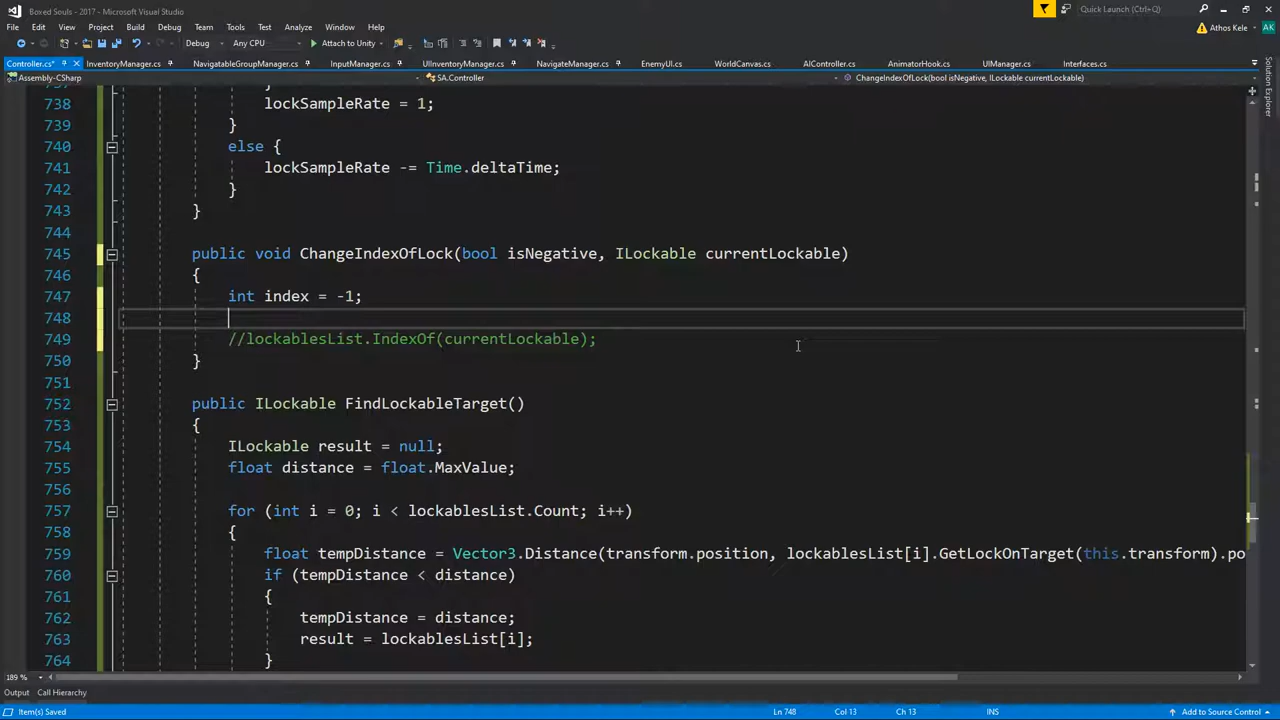 Boxed Souls - 2017 - Microsoft Visual Studio
Quick Launch (Ctrl+Q)
File Edit View Project Build Debug Team Tools Test Analyze Window Help
Athos Kele AK
Debug Any CPU Attach to Unity
Controller.cs* InventoryManager.cs NavigatableGroupManager.cs InputManager.cs UIInventoryManager.cs NavigateManager.cs EnemyUI.cs WorldCanvas.cs AIController.cs AnimatorHook.cs UIManager.cs Interfaces.cs
Assembly-CSharp SA.Controller ChangeIndexOfLock(bool isNegative, ILockable currentLockable)
Solution Explorer
737 }
738 lockSampleRate = 1;
739 }
740 else {
741 lockSampleRate -= Time.deltaTime;
742 }
743 }
744
745 public void ChangeIndexOfLock(bool isNegative, ILockable currentLockable)
746 {
747 int index = -1;
748
749 //lockablesList.IndexOf(currentLockable);
750 }
751
752 public ILockable FindLockableTarget()
753 {
754 ILockable result = null;
755 float distance = float.MaxValue;
756
757 for (int i = 0; i < lockablesList.Count; i++)
758 {
759 float tempDistance = Vector3.Distance(transform.position, lockablesList[i].GetLockOnTarget(this.transform).po
760 if (tempDistance < distance)
761 {
762 tempDistance = distance;
763 result = lockablesList[i];
764 }
189 %
Output Call Hierarchy
Item(s) Saved Ln 748 Col 13 Ch 13 INS Add to Source Control